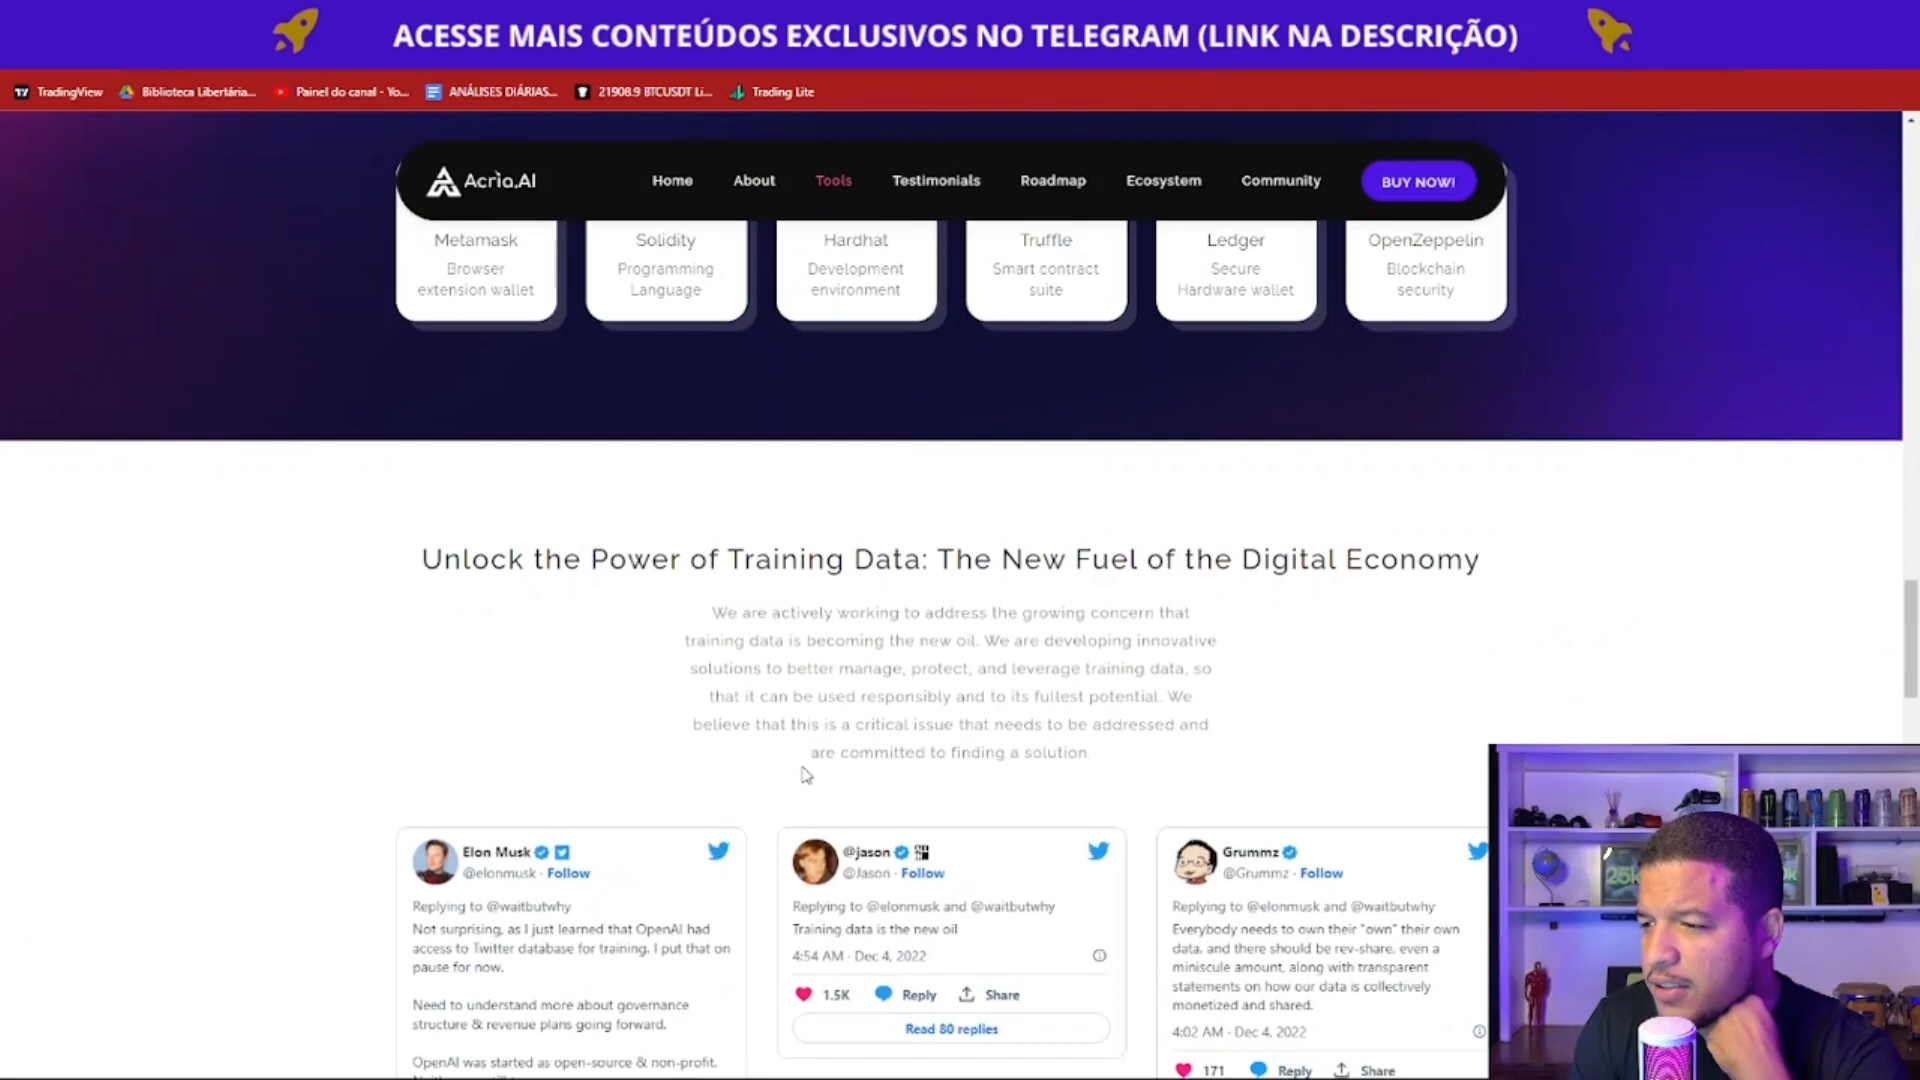 ACESSE MAIS CONTEÚDOS EXCLUSIVOS NO TELEGRAM (LINK NA DESCRIÇÃO)
TradingView Biblioteca Libertária... Painel do canal - Yo... ANÁLISES DIÁRIAS... 21908.9 BTCUSDT Li... Trading Lite
Acria.AI Home About Tools Testimonials Roadmap Ecosystem Community BUY NOW!
Metamask
Browser
extension wallet
Solidity
Programming
Language
Hardhat
Development
environment
Truffle
Smart contract
suite
Ledger
Secure
Hardware wallet
OpenZeppelin
Blockchain
security
Unlock the Power of Training Data: The New Fuel of the Digital Economy
We are actively working to address the growing concern that
training data is becoming the new oil. We are developing innovative
solutions to better manage, protect, and leverage training data, so
that it can be used responsibly and to its fullest potential. We
believe that this is a critical issue that needs to be addressed and
are committed to finding a solution.
Elon Musk
@elonmusk · Follow
Replying to @waitbutwhy
Not surprising, as I just learned that OpenAI had
access to Twitter database for training. I put that on
pause for now.
Need to understand more about governance
structure & revenue plans going forward.
OpenAI was started as open-source & non-profit.
@jason
@Jason · Follow
Replying to @elonmusk and @waitbutwhy
Training data is the new oil
4:54 AM · Dec 4, 2022
1.5K Reply Share
Read 80 replies
Grummz
@Grummz · Follow
Replying to @elonmusk and @waitbutwhy
Everybody needs to own their "own" their own
data, and there should be rev-share, even a
miniscule amount, along with transparent
statements on how our data is collectively
monetized and shared.
4:02 AM · Dec 4, 2022
171 Reply Share
25k